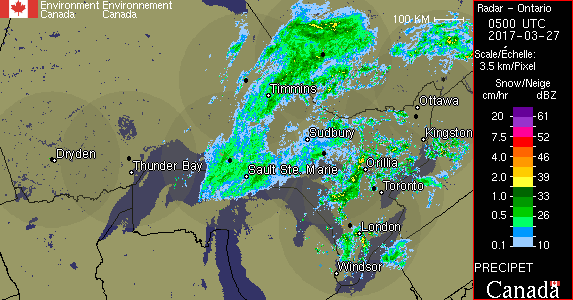 Environment Environnement
Canada Canada
100 KM
Timmins
Ottawa
Sudbury
Kingston
Dryden
Thunder Bay
Sault Ste. Marie
Orillia
Toronto
London
Windsor
Radar - Ontario
0500 UTC
2017-03-27
Scale/Échelle:
3.5 km/Pixel
Snow/Neige
cm/hr dBZ
20 61
7.5 52
4.0 46
2.0 39
1.0 33
0.5 26
0.1 10
PRECIPET
Canada